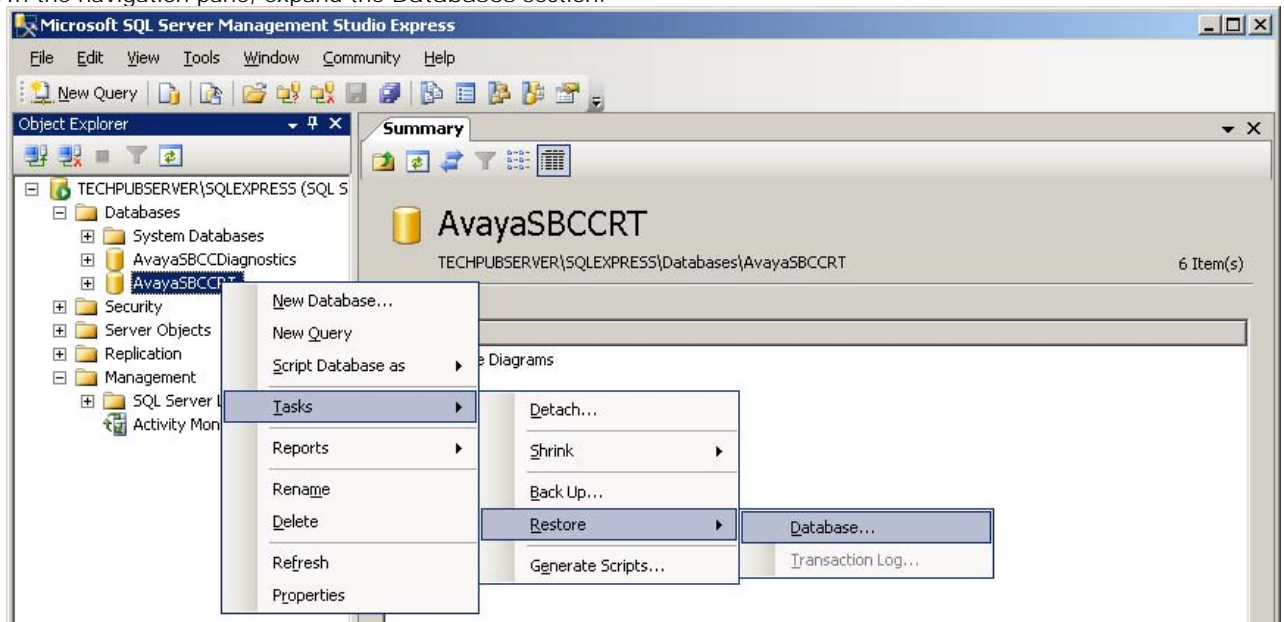 In the navigation pane, expand the Databases section.
Microsoft SQL Server Management Studio Express
File Edit View Tools Window Community Help
New Query
Object Explorer
Summary
TECHPUBSERVER\SQLEXPRESS (SQL S
Databases
System Databases
AvayaSBCCDiagnostics
AvayaSBCCRT
Security
Server Objects
Replication
Management
SQL Server L
Activity Mon
AvayaSBCCRT
TECHPUBSERVER\SQLEXPRESS\Databases\AvayaSBCCRT 6 Item(s)
e Diagrams
New Database...
New Query
Script Database as
Tasks
Reports
Rename
Delete
Refresh
Properties
Detach...
Shrink
Back Up...
Restore
Generate Scripts...
Database...
Transaction Log...